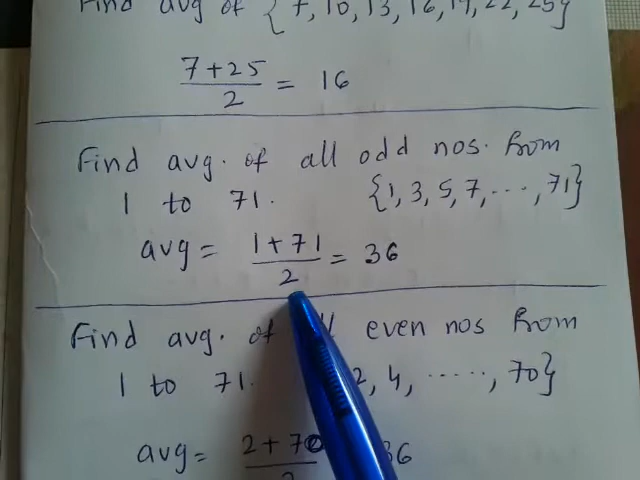 Find avg of {7, 10, 13, 16, 19, 22, 25}
7+25
2
= 16
Find avg. of all odd nos. from
1 to 71. {1, 3, 5, 7, ..., 71}
avg = 1+71
2
= 36
Find avg. of all even nos from
1 to 71. 2, 4, ....., 70}
avg = 2+70
2
36